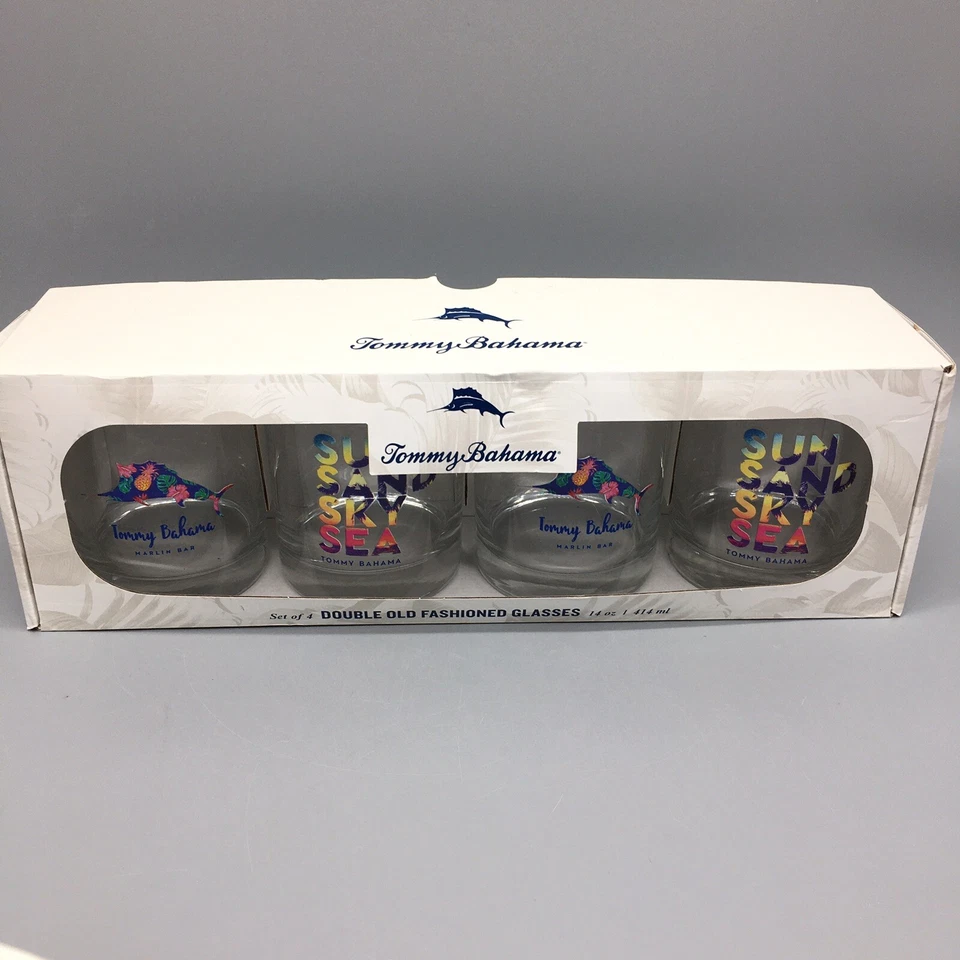 Tommy Bahama
Tommy Bahama
Tommy Bahama
MARLIN BAR
SU
SAND
SKY
SEA
TOMMY BAHAMA
Tommy Bahama
MARLIN BAR
SUN
SAND
SKY
SEA
TOMMY BAHAMA
Set of 4 DOUBLE OLD FASHIONED GLASSES 14 oz | 414 ml